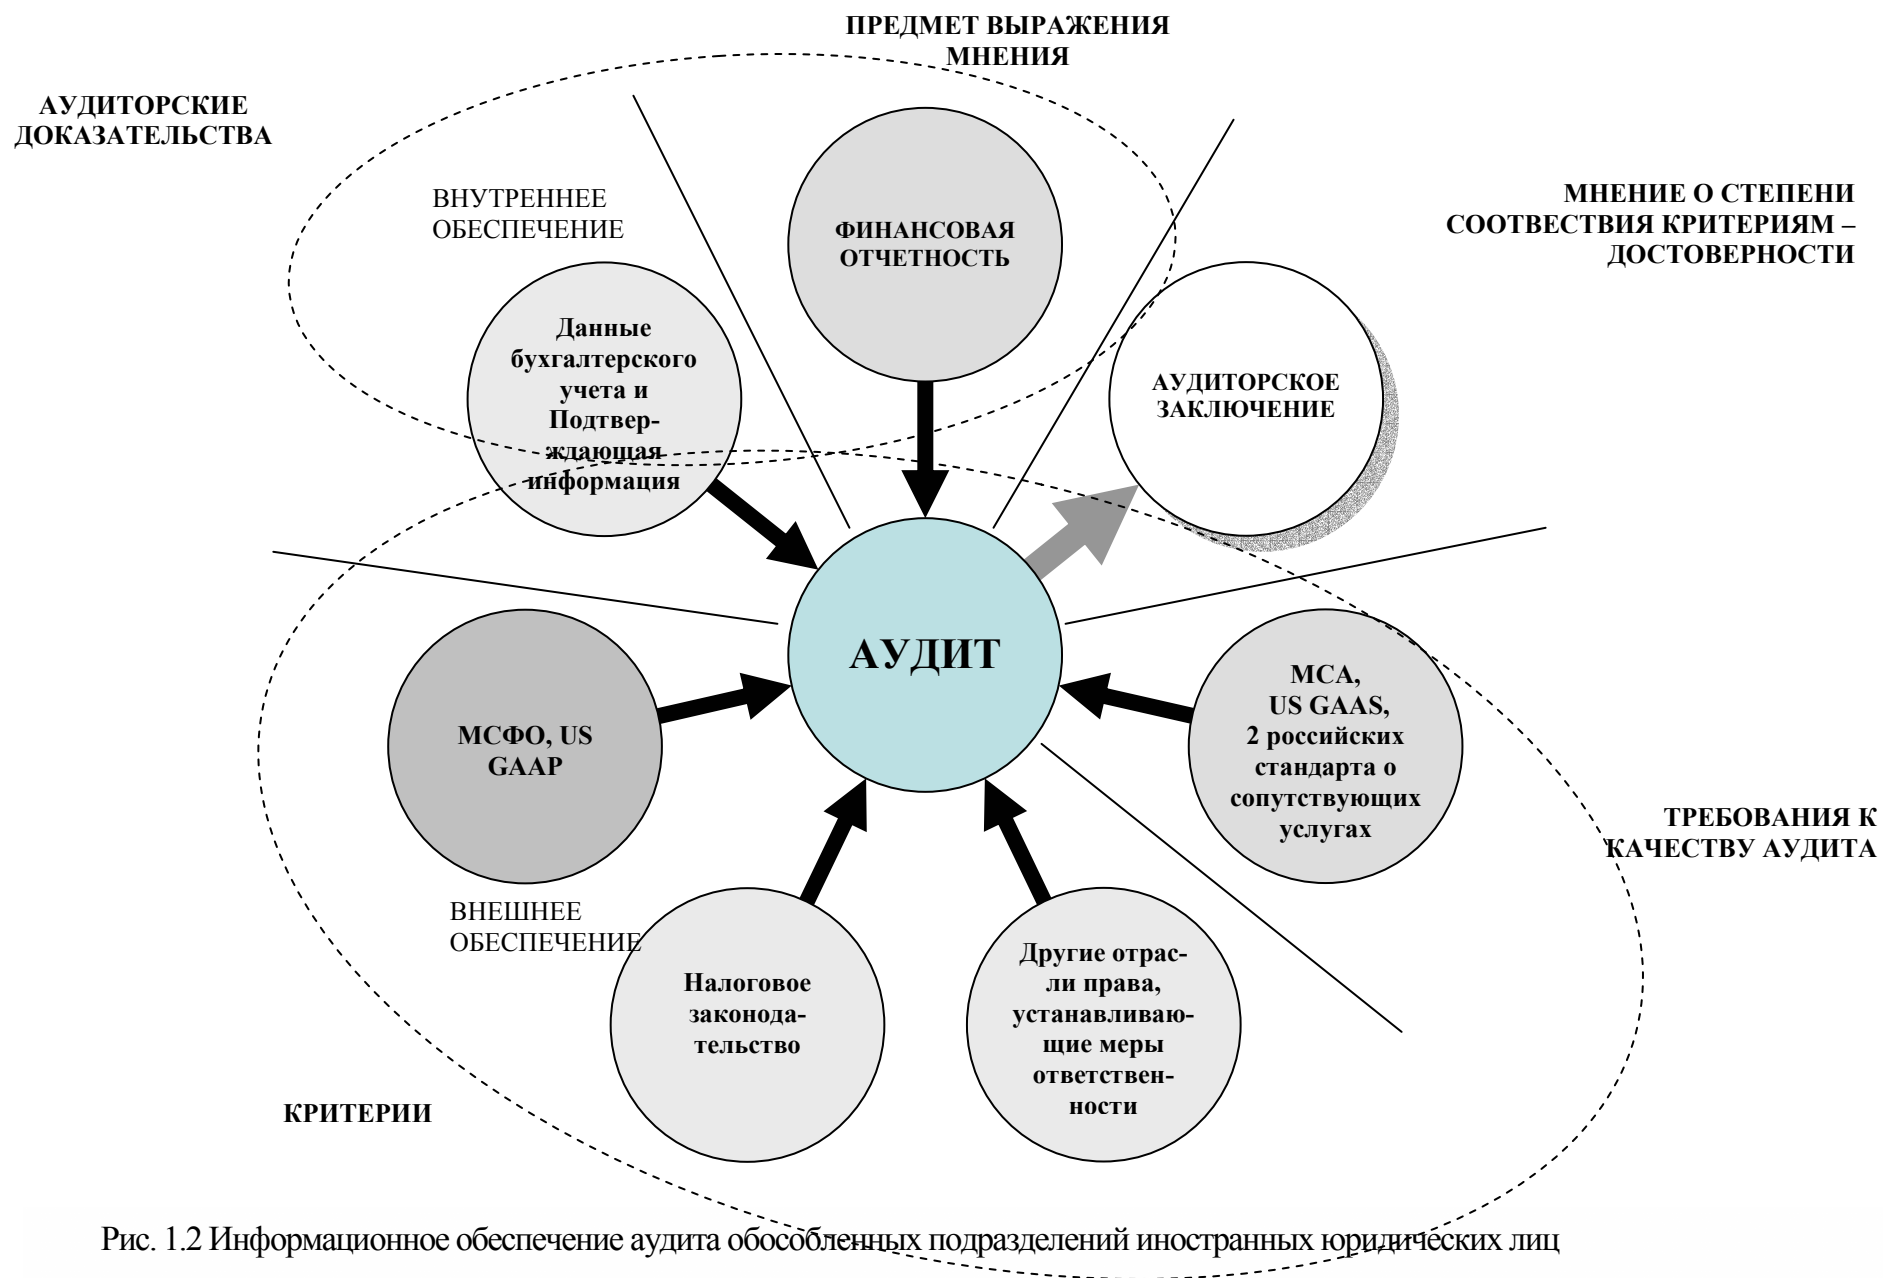 ПРЕДМЕТ ВЫРАЖЕНИЯ
МНЕНИЯ
АУДИТОРСКИЕ
ДОКАЗАТЕЛЬСТВА
ВНУТРЕННЕЕ
ОБЕСПЕЧЕНИЕ
ФИНАНСОВАЯ
ОТЧЕТНОСТЬ
МНЕНИЕ О СТЕПЕНИ
СООТВЕСТВИЯ КРИТЕРИЯМ –
ДОСТОВЕРНОСТИ
Данные
бухгалтерского
учета и
Подтвер-
ждающая
информация
АУДИТОРСКОЕ
ЗАКЛЮЧЕНИЕ
АУДИТ
МСФО, US
GAAP
МСА,
US GAAS,
2 российских
стандарта о
сопутствующих
услугах
ТРЕБОВАНИЯ К
КАЧЕСТВУ АУДИТА
ВНЕШНЕЕ
ОБЕСПЕЧЕНИЕ
Налоговое
законода-
тельство
Другие отрас-
ли права,
устанавливаю-
щие меры
ответствен-
ности
КРИТЕРИИ
Рис. 1.2 Информационное обеспечение аудита обособленных подразделений иностранных юридических лиц